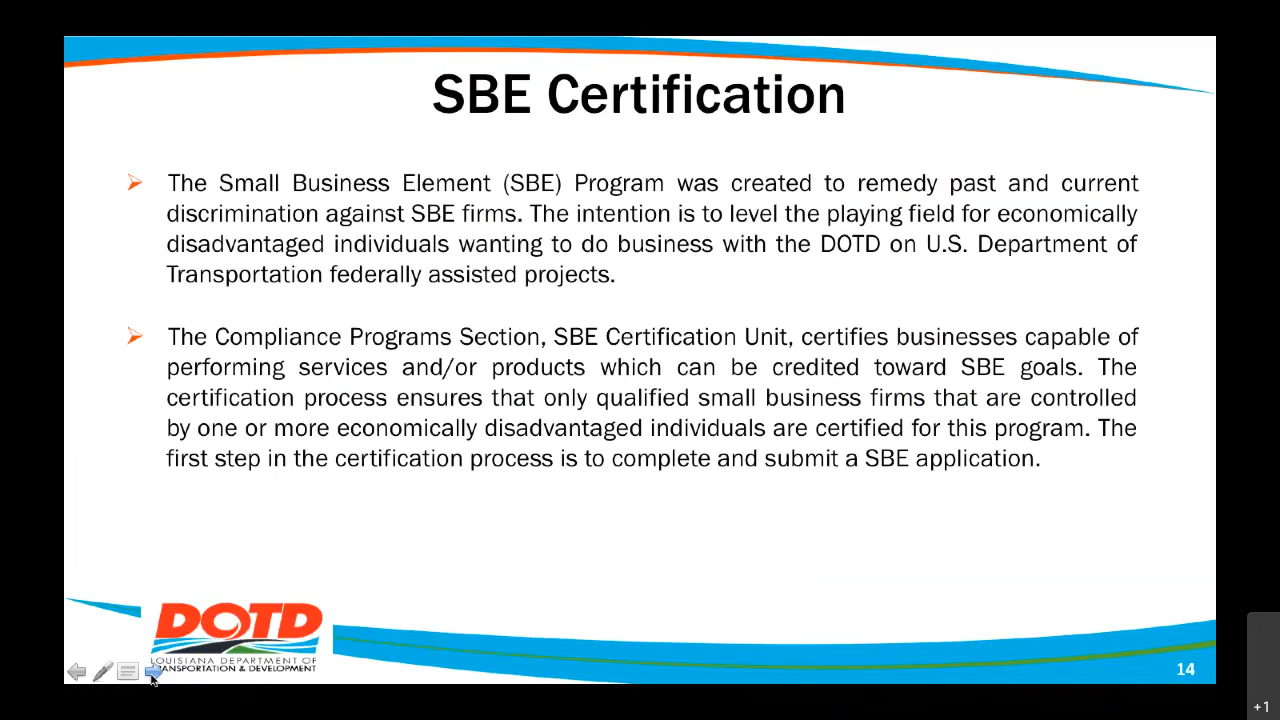 SBE Certification
The Small Business Element (SBE) Program was created to remedy past and current
discrimination against SBE firms. The intention is to level the playing field for economically
disadvantaged individuals wanting to do business with the DOTD on U.S. Department of
Transportation federally assisted projects.
The Compliance Programs Section, SBE Certification Unit, certifies businesses capable of
performing services and/or products which can be credited toward SBE goals. The
certification process ensures that only qualified small business firms that are controlled
by one or more economically disadvantaged individuals are certified for this program. The
first step in the certification process is to complete and submit a SBE application.
DOTD
LOUISIANA DEPARTMENT OF
TRANSPORTATION & DEVELOPMENT
14
+1